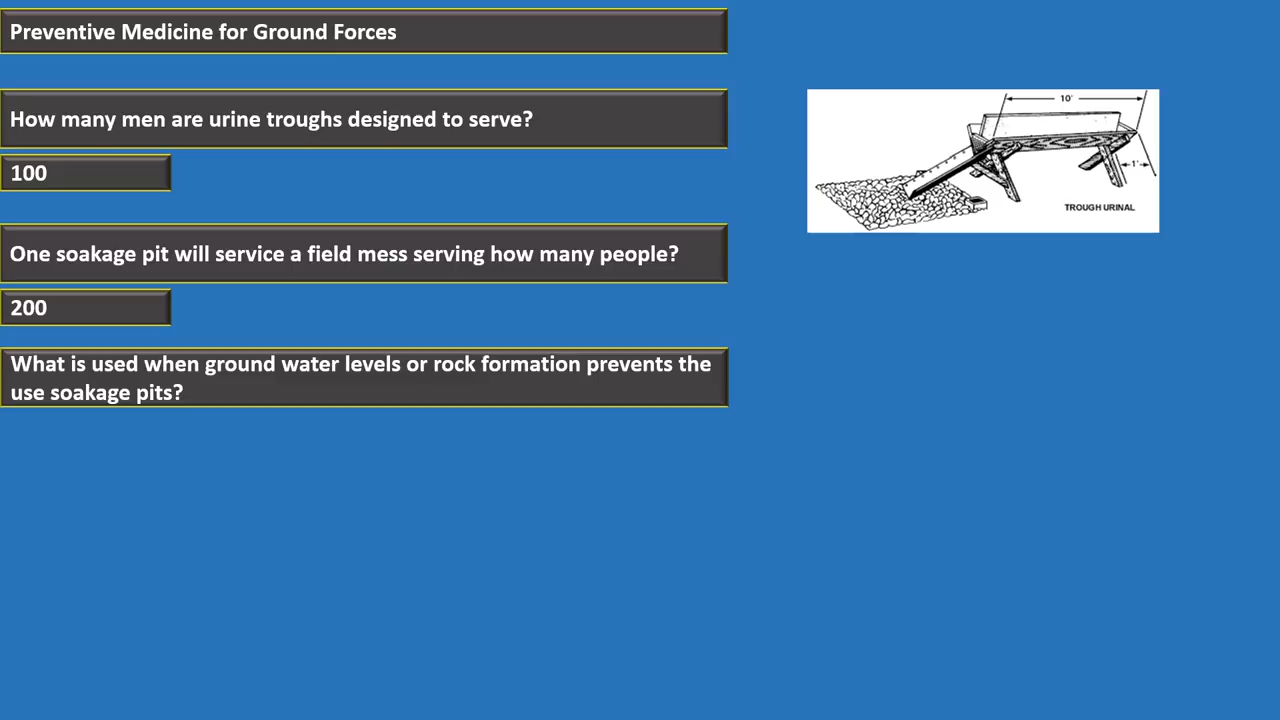 Preventive Medicine for Ground Forces
How many men are urine troughs designed to serve?
100
One soakage pit will service a field mess serving how many people?
200
What is used when ground water levels or rock formation prevents the
use soakage pits?
10'
1'
TROUGH URINAL